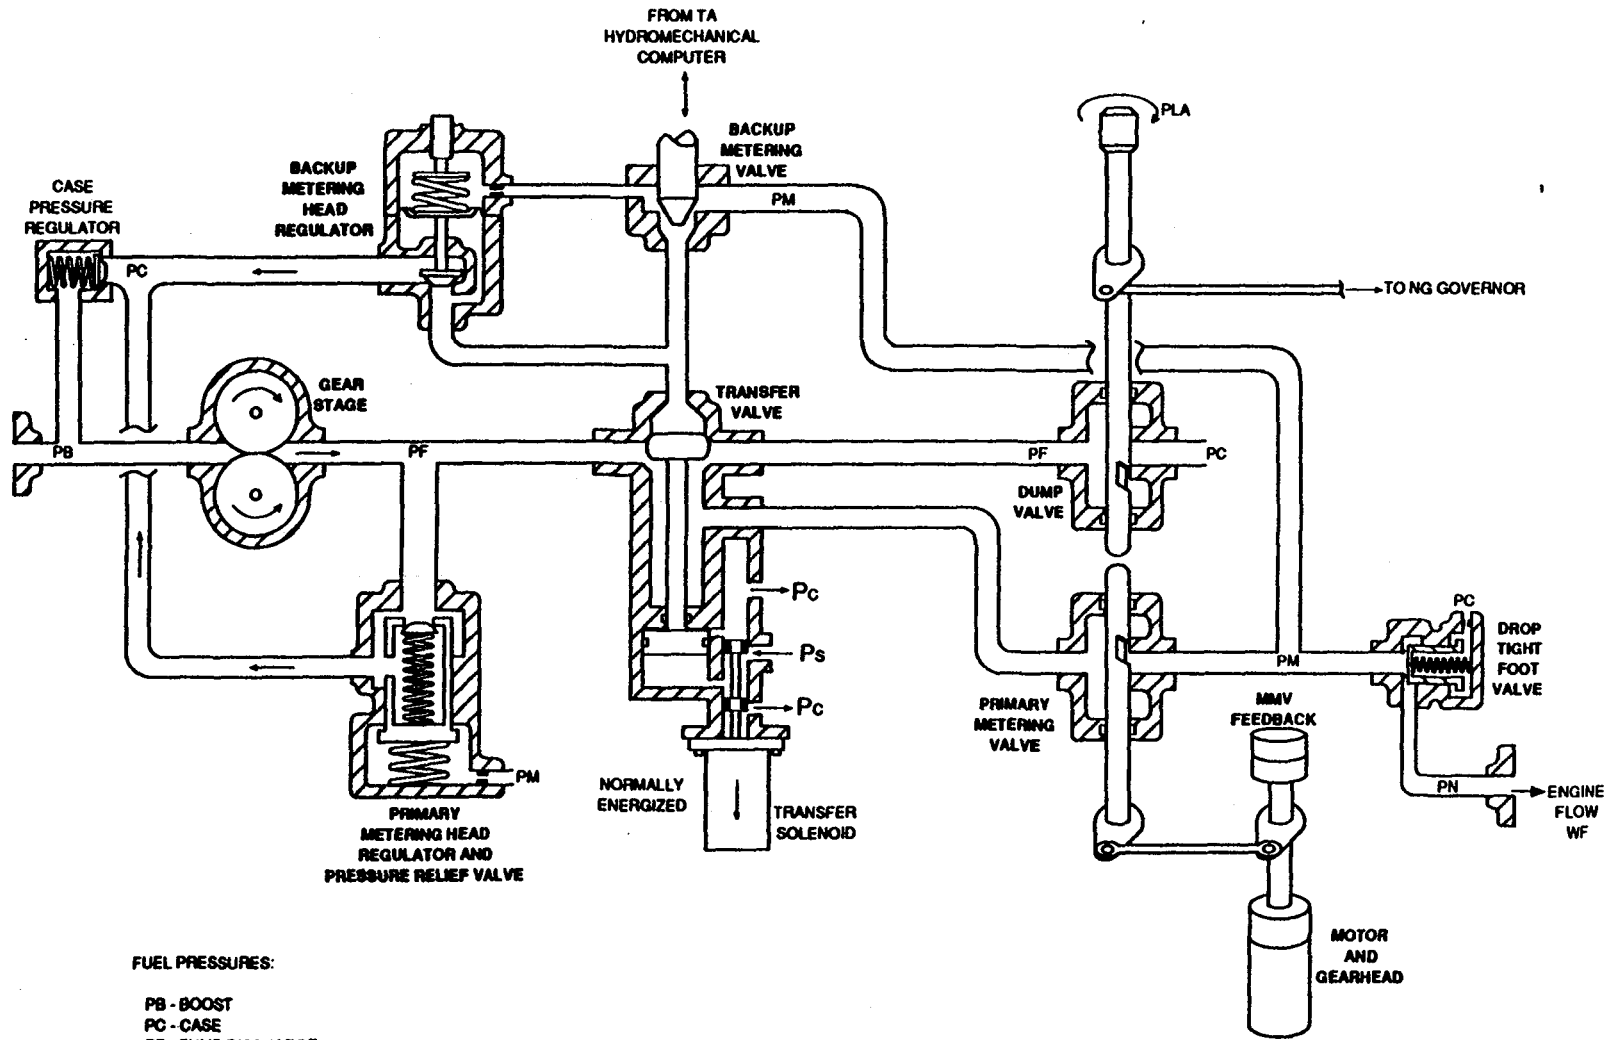 FROM TA
HYDROMECHANICAL
COMPUTER
PLA
BACKUP
METERING
VALVE
BACKUP
METERING
HEAD
REGULATOR
CASE
PRESSURE
REGULATOR
PM
PC
TO NG GOVERNOR
GEAR
STAGE
TRANSFER
VALVE
PB
PF
PF
PC
DUMP
VALVE
Pc
Ps
Pc
PC
DROP
TIGHT
FOOT
VALVE
PM
PRIMARY
METERING
VALVE
MMV
FEEDBACK
PM
NORMALLY
ENERGIZED
TRANSFER
SOLENOID
PN
ENGINE
FLOW
WF
PRIMARY
METERING HEAD
REGULATOR AND
PRESSURE RELIEF VALVE
MOTOR
AND
GEARHEAD
FUEL PRESSURES:
PB - BOOST
PC - CASE